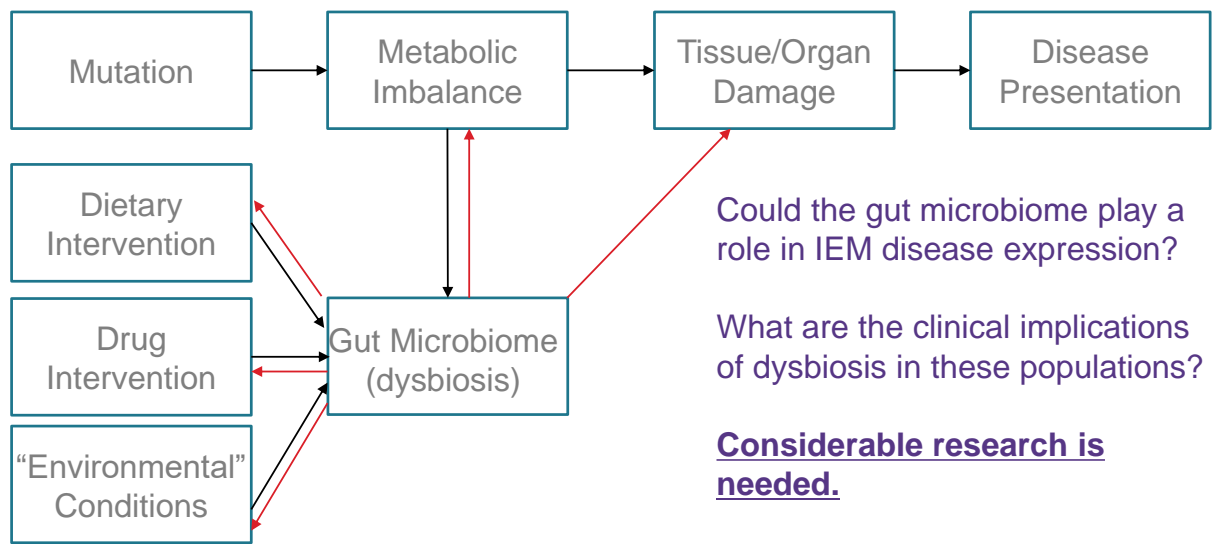 Mutation
Metabolic
Imbalance
Tissue/Organ
Damage
Disease
Presentation
Dietary
Intervention
Drug
Intervention
“Environmental”
Conditions
Gut Microbiome
(dysbiosis)
Could the gut microbiome play a
role in IEM disease expression?
What are the clinical implications
of dysbiosis in these populations?
Considerable research is
needed.